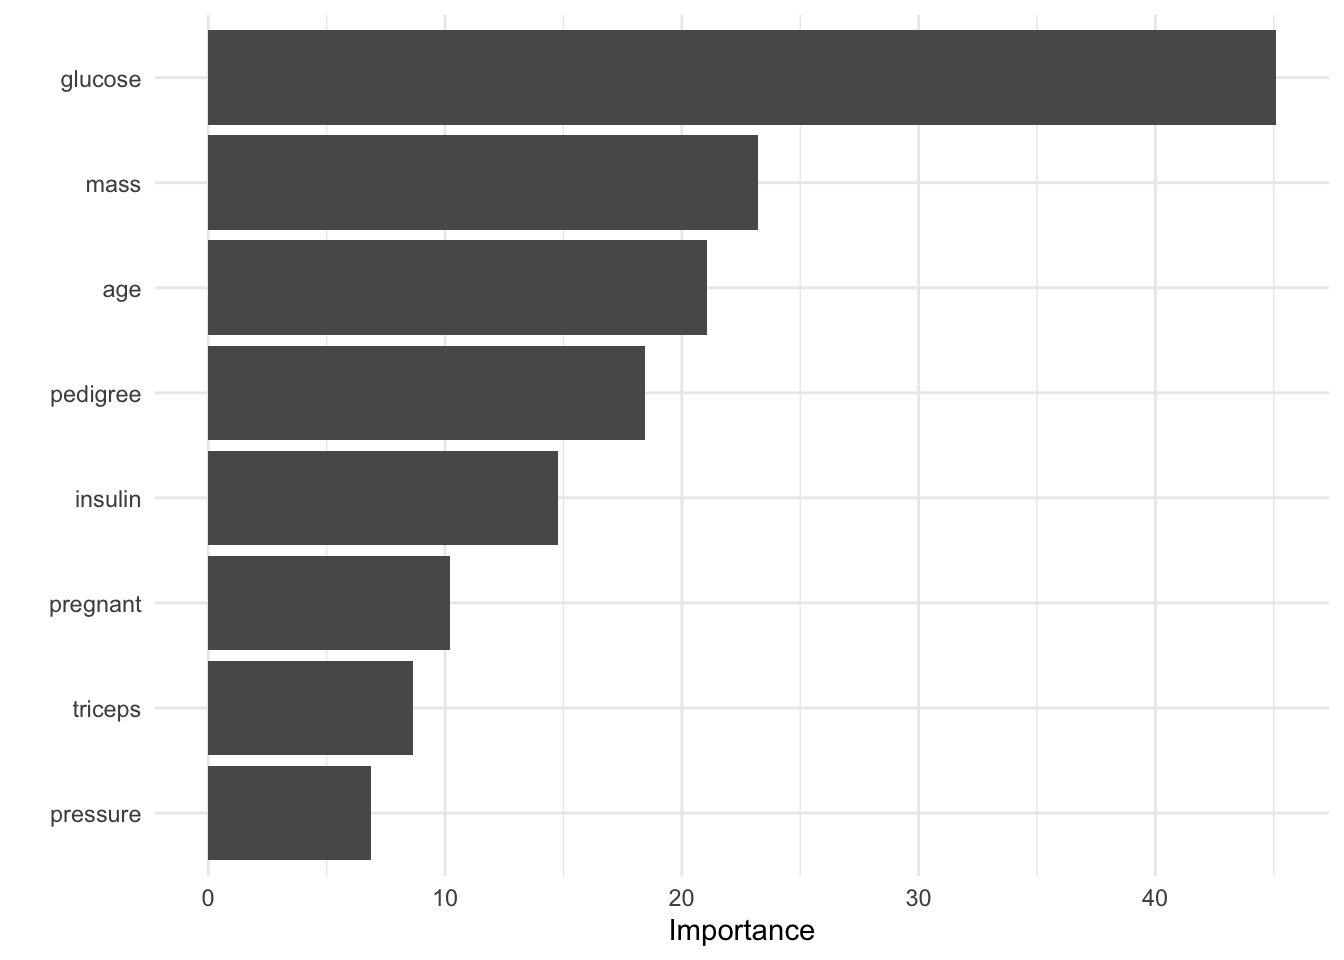 glucose
mass
age
pedigree
insulin
pregnant
triceps
pressure
0 10 20 30 40
Importance